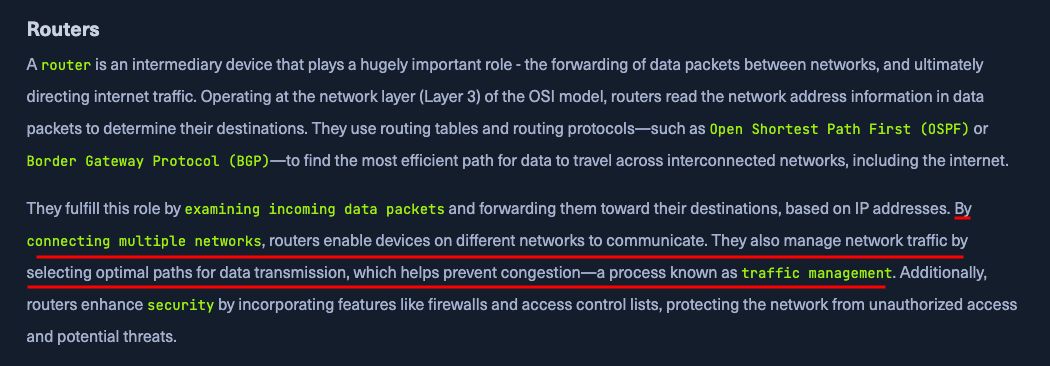 Routers
A router is an intermediary device that plays a hugely important role - the forwarding of data packets between networks, and ultimately
directing internet traffic. Operating at the network layer (Layer 3) of the OSI model, routers read the network address information in data
packets to determine their destinations. They use routing tables and routing protocols—such as Open Shortest Path First (OSPF) or
Border Gateway Protocol (BGP)—to find the most efficient path for data to travel across interconnected networks, including the internet.
They fulfill this role by examining incoming data packets and forwarding them toward their destinations, based on IP addresses. By
connecting multiple networks, routers enable devices on different networks to communicate. They also manage network traffic by
selecting optimal paths for data transmission, which helps prevent congestion—a process known as traffic management. Additionally,
routers enhance security by incorporating features like firewalls and access control lists, protecting the network from unauthorized access
and potential threats.